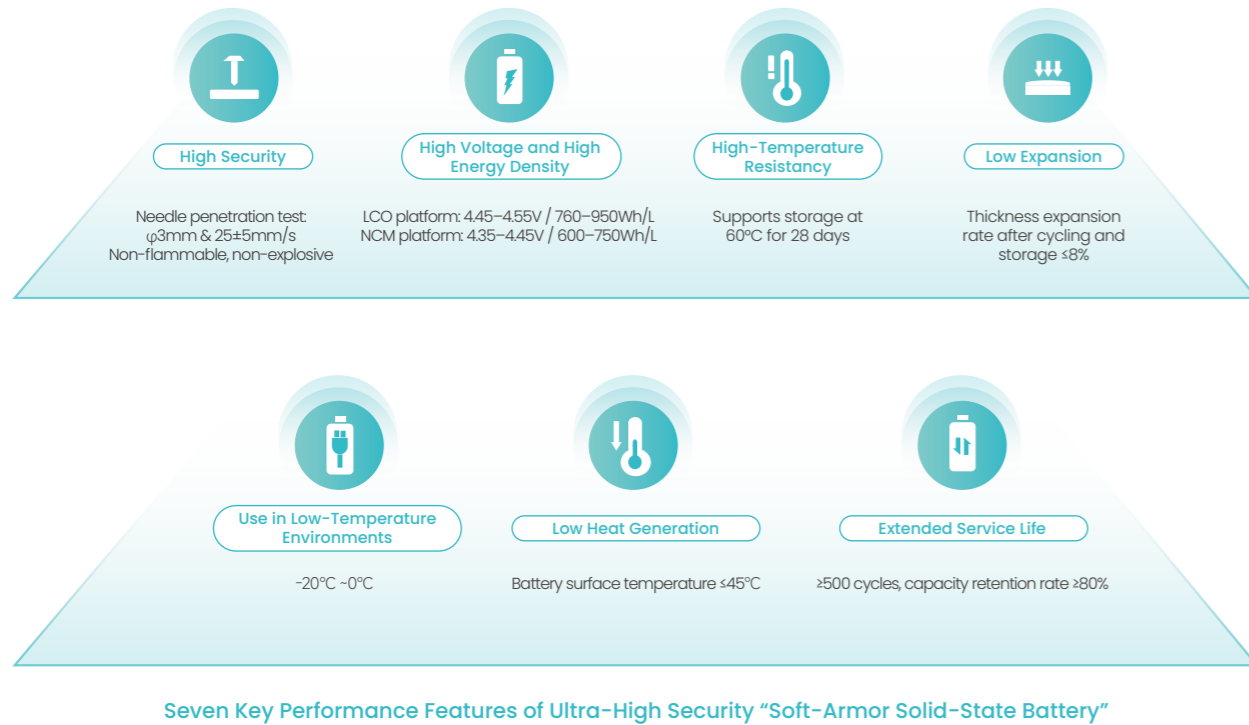 High Security
Needle penetration test:
φ3mm & 25±5mm/s
Non-flammable, non-explosive
High Voltage and High
Energy Density
LCO platform: 4.45–4.55V / 760–950Wh/L
NCM platform: 4.35–4.45V / 600–750Wh/L
High-Temperature
Resistancy
Supports storage at
60°C for 28 days
Low Expansion
Thickness expansion
rate after cycling and
storage ≤8%
Use in Low-Temperature
Environments
-20°C ~0°C
Low Heat Generation
Battery surface temperature ≤45°C
Extended Service Life
≥500 cycles, capacity retention rate ≥80%
Seven Key Performance Features of Ultra-High Security “Soft-Armor Solid-State Battery”